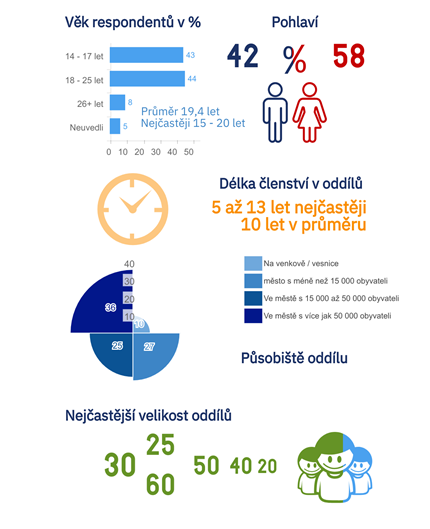 Věk respondentů v %
Pohlaví
14 - 17 let
43
18 - 25 let
44
26+ let
8
Neuvedli
5
Průměr 19,4 let
Nejčastěji 15 - 20 let
0 10 20 30 40 50
42 % 58
Délka členství v oddílů
5 až 13 let nejčastěji
10 let v průměru
40
30
20
10
36
10
25
27
Na venkově / vesnice
město s méně než 15 000 obyvateli
Ve městě s 15 000 až 50 000 obyvateli
Ve městě s více jak 50 000 obyvateli
Působiště oddílu
Nejčastější velikost oddílů
30
25
60
50
40
20